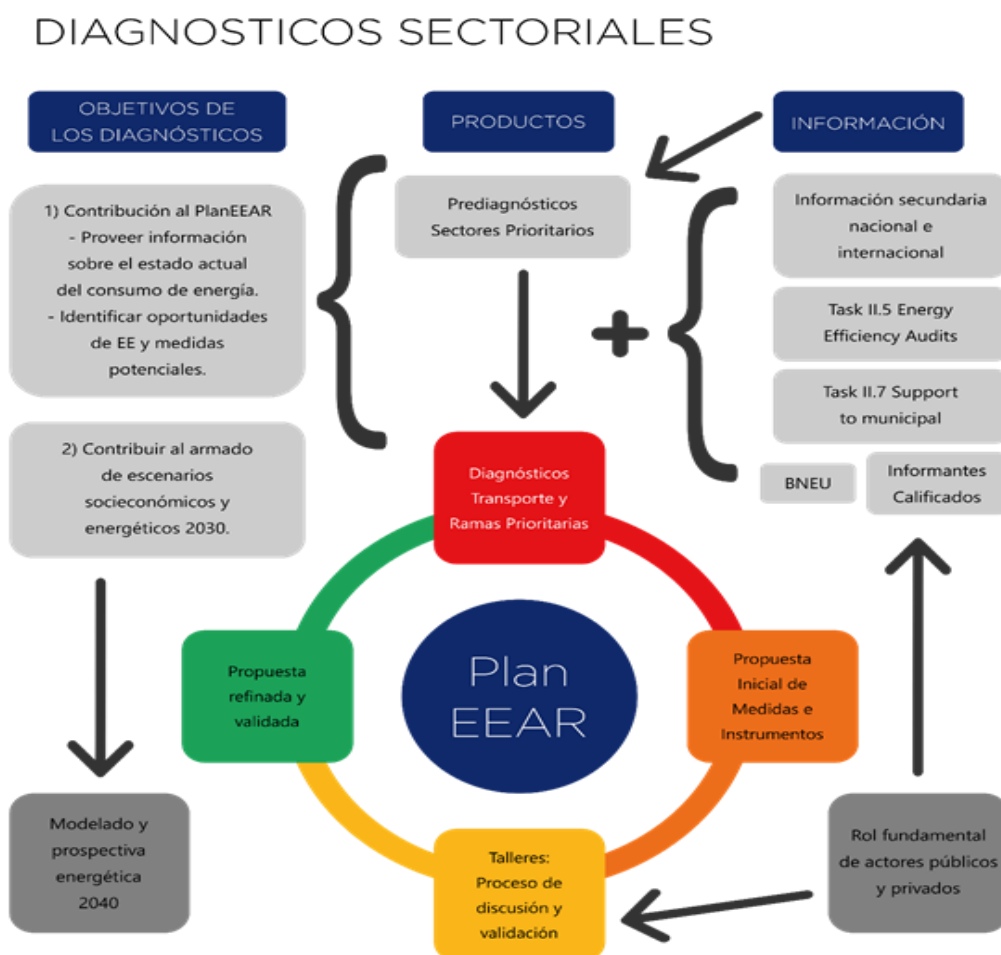 DIAGNOSTICOS SECTORIALES
OBJETIVOS DE
LOS DIAGNÓSTICOS
1) Contribución al PlanEEAR
- Proveer información
sobre el estado actual
del consumo de energía.
- Identificar oportunidades
de EE y medidas
potenciales.
2) Contribuir al armado
de escenarios
socieconómicos y
energéticos 2030.
Modelado y
prospectiva
energética
2040
PRODUCTOS
Prediagnósticos
Sectores Prioritarios
+
Diagnósticos
Transporte y
Ramas Prioritarias
Propuesta
Inicial de
Medidas e
Instrumentos
Talleres:
Proceso de
discusión y
validación
Propuesta
refinada y
validada
Plan
EEAR
INFORMACIÓN
Información secundaria
nacional e
internacional
Task II.5 Energy
Efficiency Audits
Task II.7 Support
to municipal
BNEU
Informantes
Calificados
Rol fundamental
de actores públicos
y privados